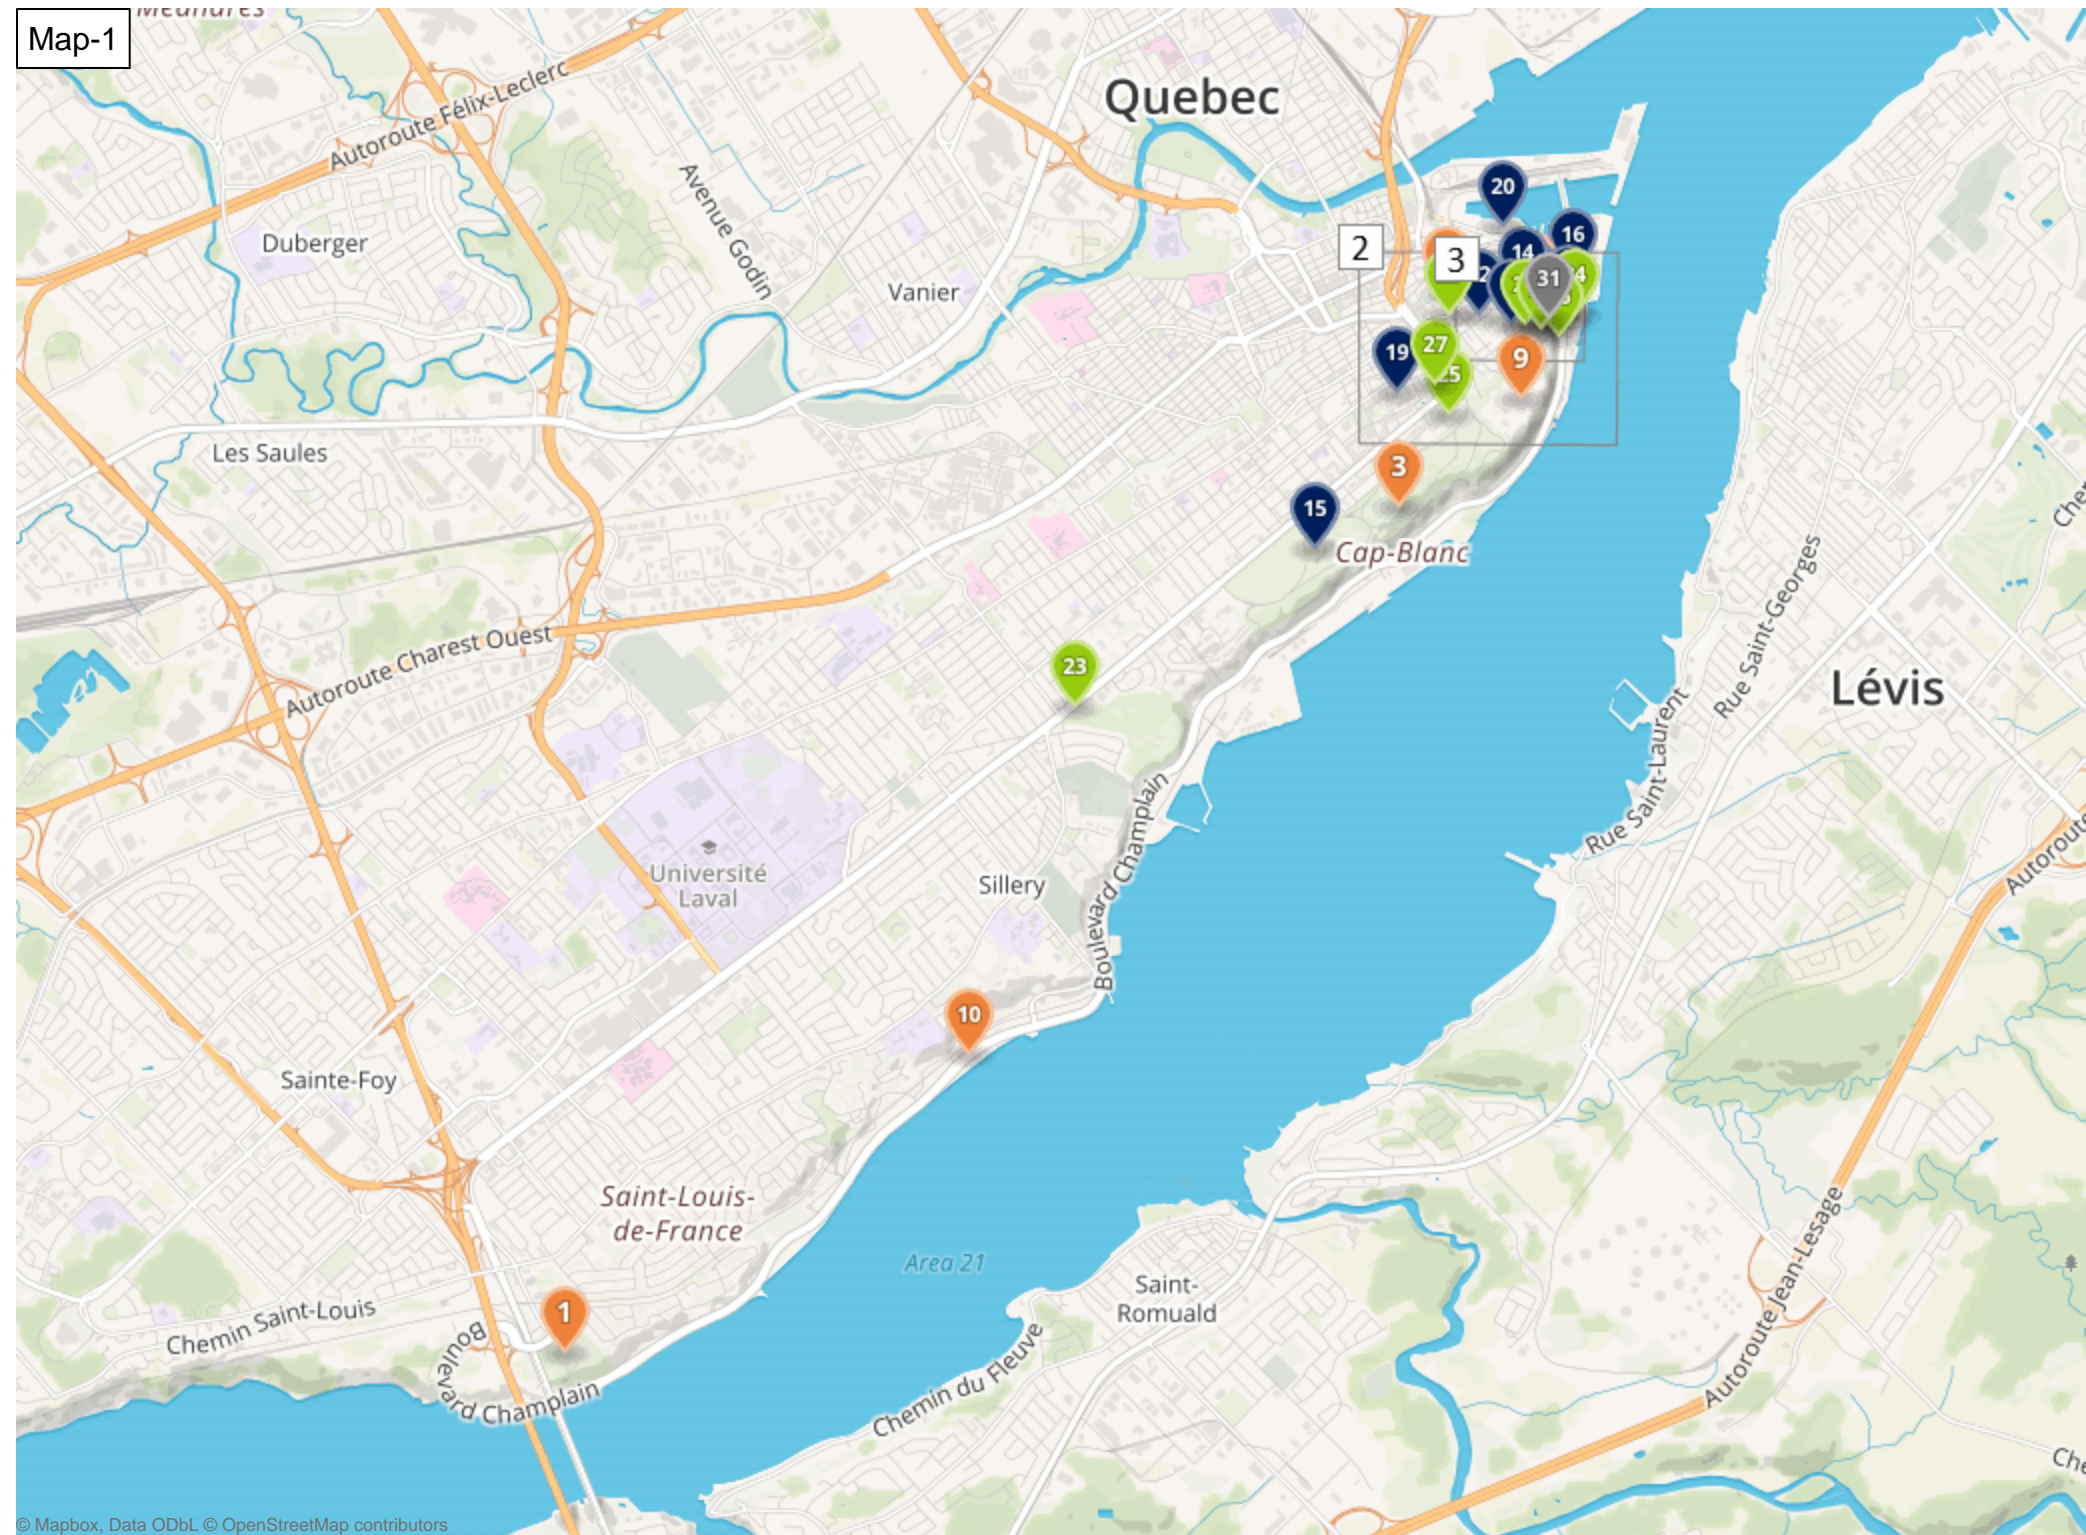 Map-1
Quebec
Autoroute Félix-Leclerc
Avenue Godin
Duberger
Vanier
20
16
14
2
3
31
27
19
9
25
Les Saules
3
15
Cap-Blanc
Rue Saint-Georges
Autoroute Charest Ouest
23
Lévis
Rue Saint-Laurent
Boulevard Champlain
Université
Laval
Sillery
Autoroute
10
Sainte-Foy
Saint-Louis-
de-France
Area 21
Saint-
Romuald
Autoroute Jean-Lesage
Chemin Saint-Louis
1
Boulevard Champlain
Chemin du Fleuve
© Mapbox, Data ODbL © OpenStreetMap contributors